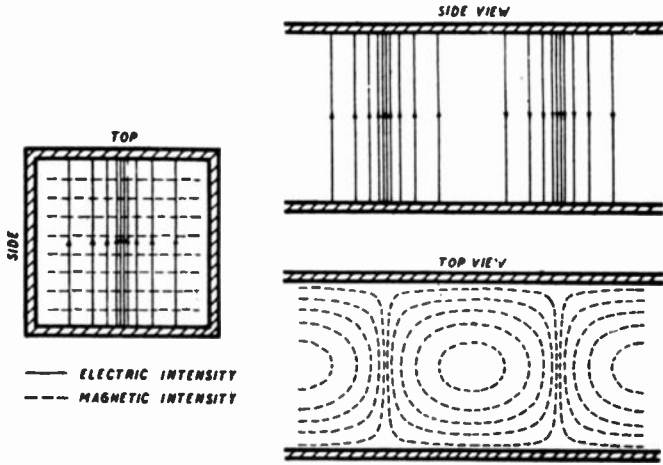 SIDE VIEW
TOP
SIDE
TOP VIEW
ELECTRIC INTENSITY
MAGNETIC INTENSITY